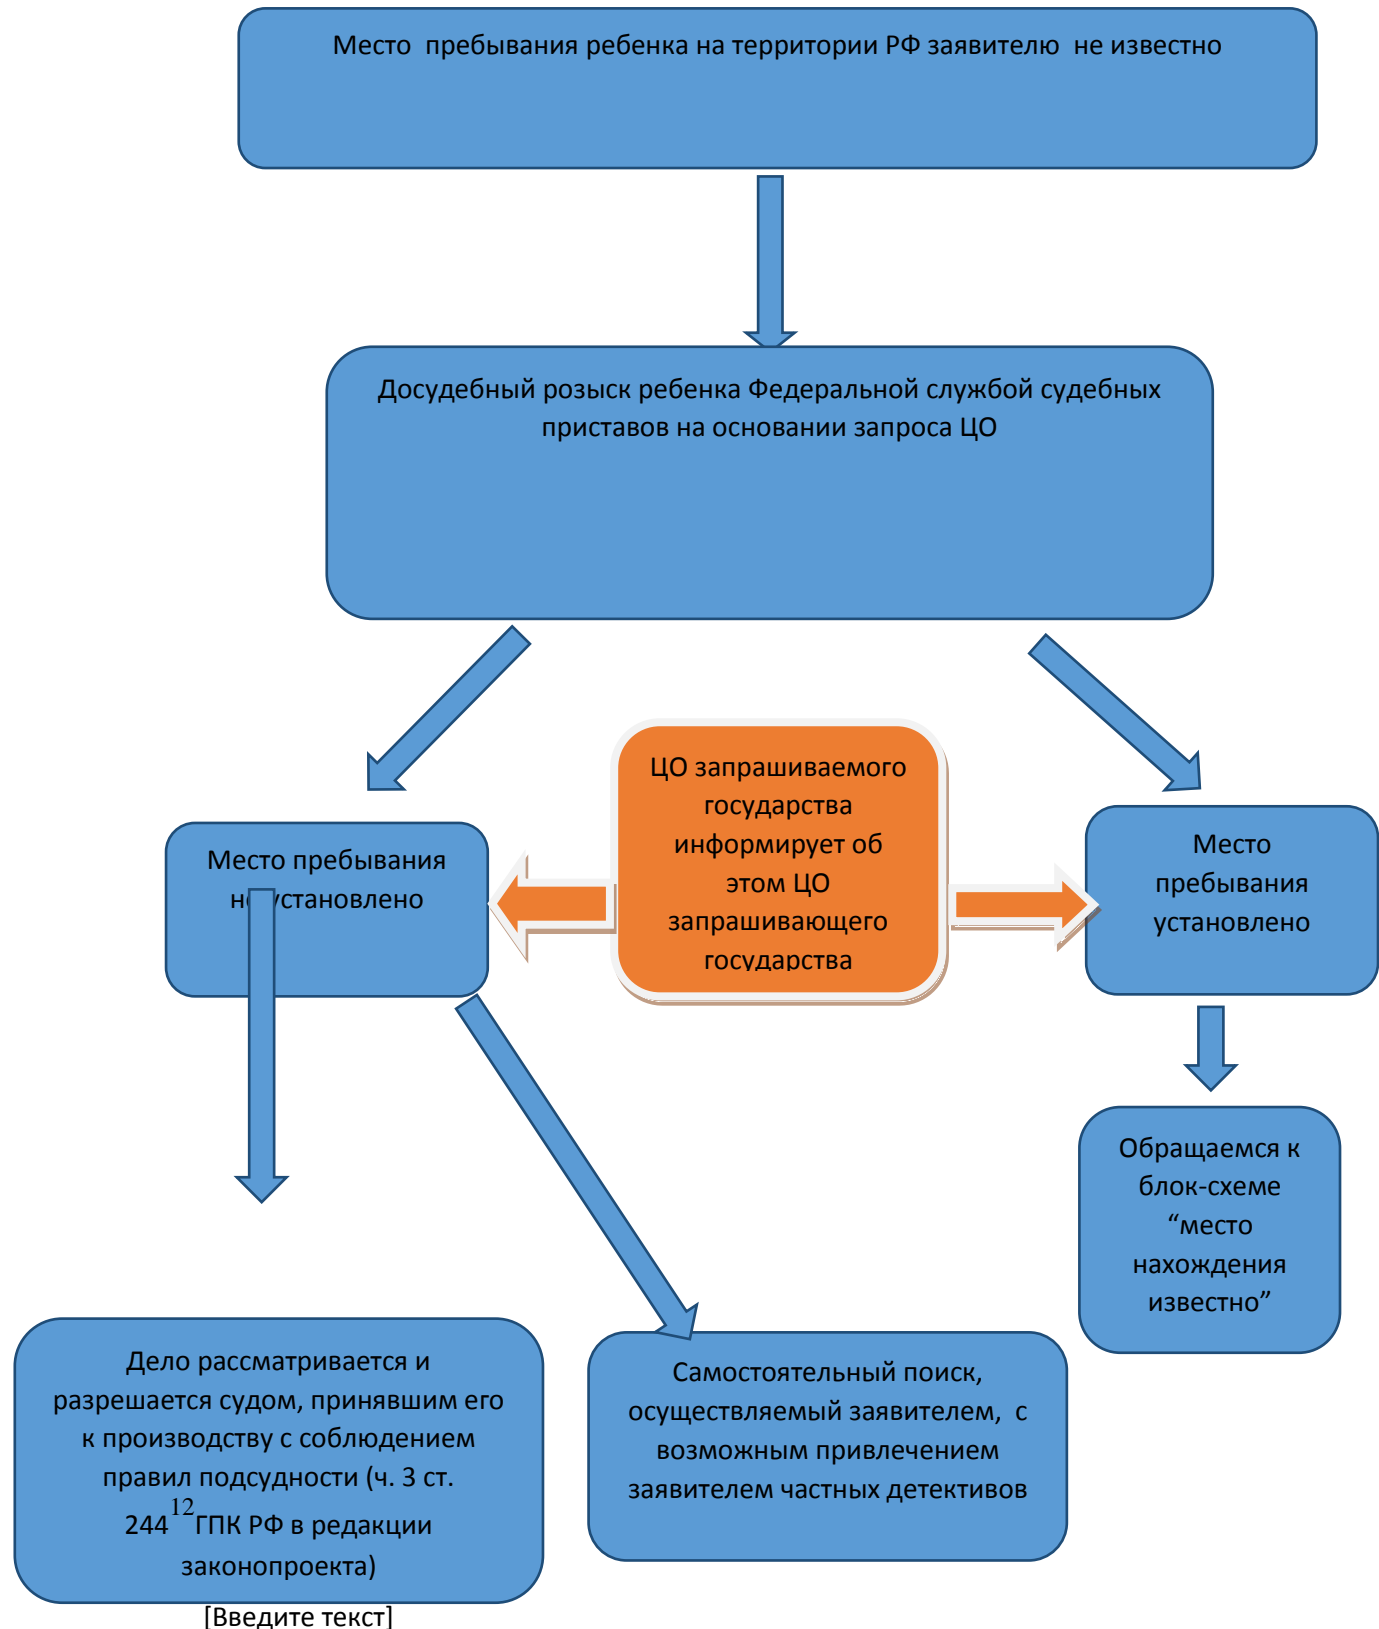 Место пребывания ребенка на территории РФ заявителю не известно
Досудебный розыск ребенка Федеральной службой судебных
приставов на основании запроса ЦО
ЦО запрашиваемого
государства
информирует об
этом ЦО
запрашивающего
государства
Место пребывания
не установлено
Место
пребывания
установлено
Обращаемся к
блок-схеме
“место
нахождения
известно”
Дело рассматривается и
разрешается судом, принявшим его
к производству с соблюдением
правил подсудности (ч. 3 ст.
244¹² ГПК РФ в редакции
законопроекта)
Самостоятельный поиск,
осуществляемый заявителем, с
возможным привлечением
заявителем частных детективов
[Введите текст]